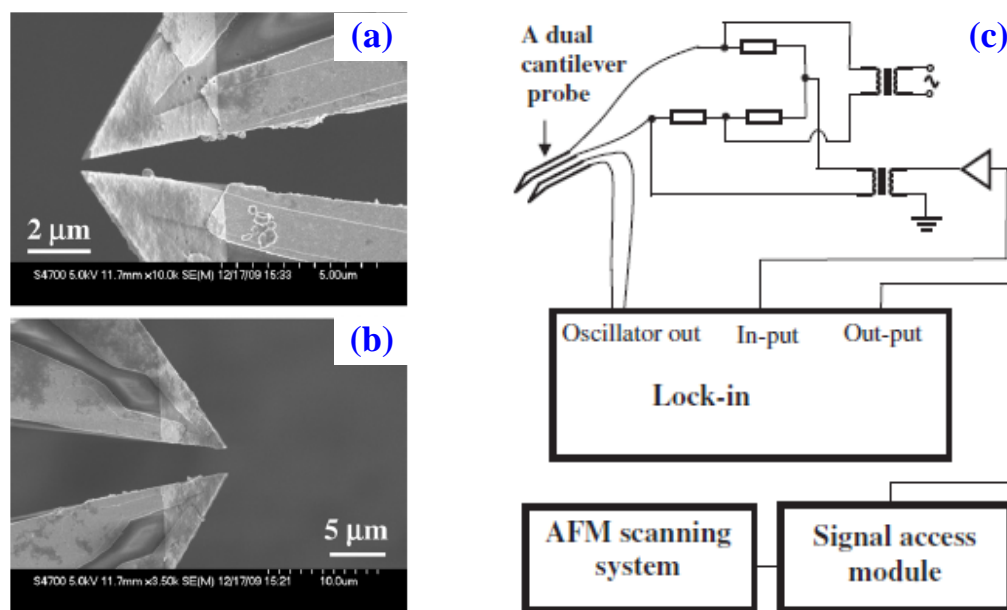 (a)
2 μm
S4700 5.0kV 11.7mm x10.0k SE(M) 12/17/09 15:33 5.00um
(b)
5 μm
S4700 5.0kV 11.7mm x3.50k SE(M) 12/17/09 15:21 10.0um
(c)
A dual
cantilever
probe
Oscillator out In-put Out-put
Lock-in
AFM scanning
system
Signal access
module